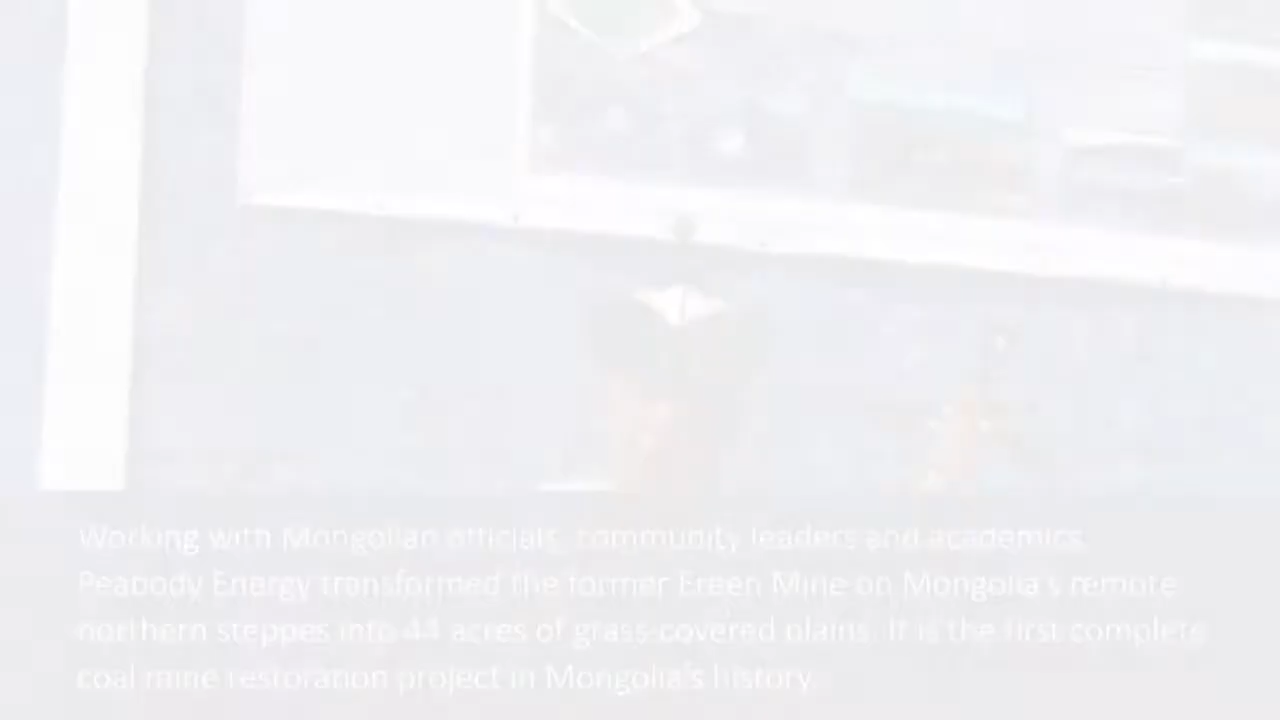 Working with Mongolian officials, community leaders and academics,
Peabody Energy transformed the former Ereen Mine on Mongolia's remote
northern steppes into 44 acres of grass-covered plains. It is the first complete
coal mine restoration project in Mongolia's history.